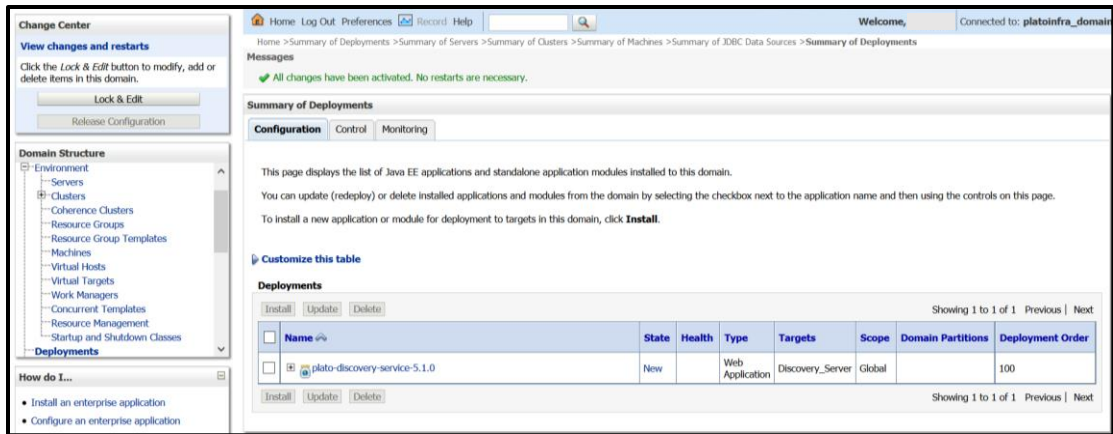 Change Center
View changes and restarts
Click the Lock & Edit button to modify, add or
delete items in this domain.
Lock & Edit
Release Configuration
Domain Structure
Environment
Servers
Clusters
Coherence Clusters
Resource Groups
Resource Group Templates
Machines
Virtual Hosts
Virtual Targets
Work Managers
Concurrent Templates
Resource Management
Startup and Shutdown Classes
Deployments
How do I...
Install an enterprise application
Configure an enterprise application
Home Log Out Preferences Record Help
Welcome,
Connected to: platoinfra_domain
Home >Summary of Deployments >Summary of Servers >Summary of Clusters >Summary of Machines >Summary of JDBC Data Sources >Summary of Deployments
Messages
All changes have been activated. No restarts are necessary.
Summary of Deployments
Configuration Control Monitoring
This page displays the list of Java EE applications and standalone application modules installed to this domain.
You can update (redeploy) or delete installed applications and modules from the domain by selecting the checkbox next to the application name and then using the controls on this page.
To install a new application or module for deployment to targets in this domain, click Install.
Customize this table
Deployments
Install Update Delete
Showing 1 to 1 of 1 Previous | Next
Name State Health Type Targets Scope Domain Partitions Deployment Order
plato-discovery-service-5.1.0 New Web Application Discovery_Server Global 100
Install Update Delete
Showing 1 to 1 of 1 Previous | Next